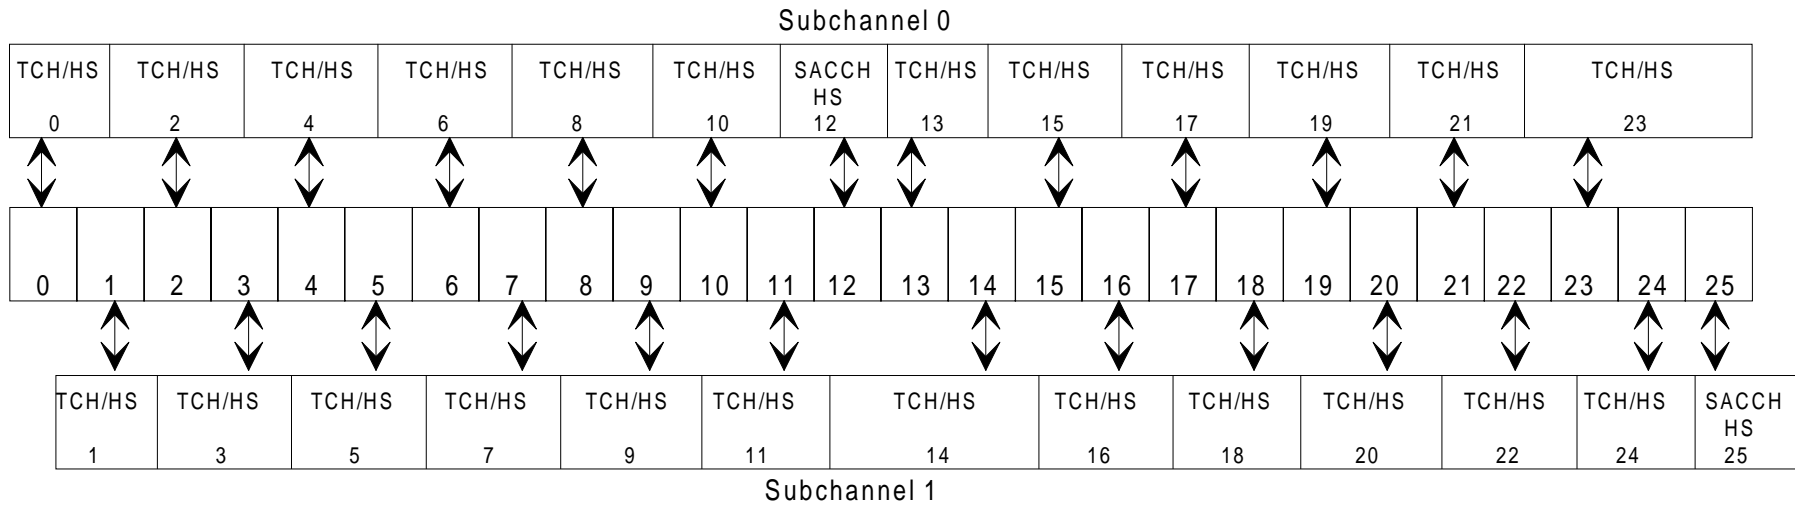 Subchannel 0
TCH/HS TCH/HS TCH/HS TCH/HS TCH/HS TCH/HS SACCH TCH/HS TCH/HS TCH/HS TCH/HS TCH/HS TCH/HS
HS
0 2 4 6 8 10 12 13 15 17 19 21 23
0 1 2 3 4 5 6 7 8 9 10 11 12 13 14 15 16 17 18 19 20 21 22 23 24 25
TCH/HS TCH/HS TCH/HS TCH/HS TCH/HS TCH/HS TCH/HS TCH/HS TCH/HS TCH/HS TCH/HS TCH/HS SACCH
HS
1 3 5 7 9 11 14 16 18 20 22 24 25
Subchannel 1